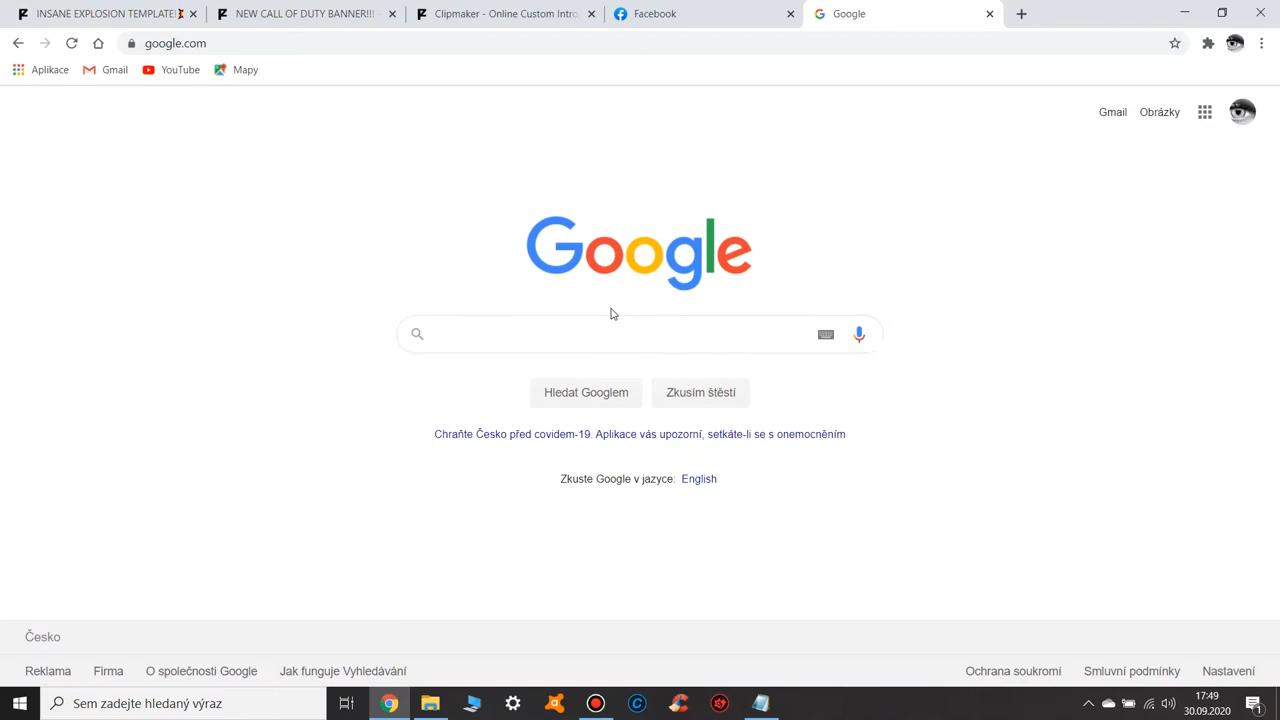 INSANE EXPLOSION TEMPLATE!
NEW CALL OF DUTY BANNER!!! -
Clipmaker - Online Custom Intro,
Facebook
Google
google.com
Aplikace
Gmail
YouTube
Mapy
Gmail
Obrázky
Google
Hledat Googlem
Zkusím štěstí
Chraňte Česko před covidem-19. Aplikace vás upozorní, setkáte-li se s onemocněním
Zkuste Google v jazyce: English
Česko
Reklama
Firma
O společnosti Google
Jak funguje Vyhledávání
Ochrana soukromí
Smluvní podmínky
Nastavení
Sem zadejte hledaný výraz
17:49
30.09.2020
1